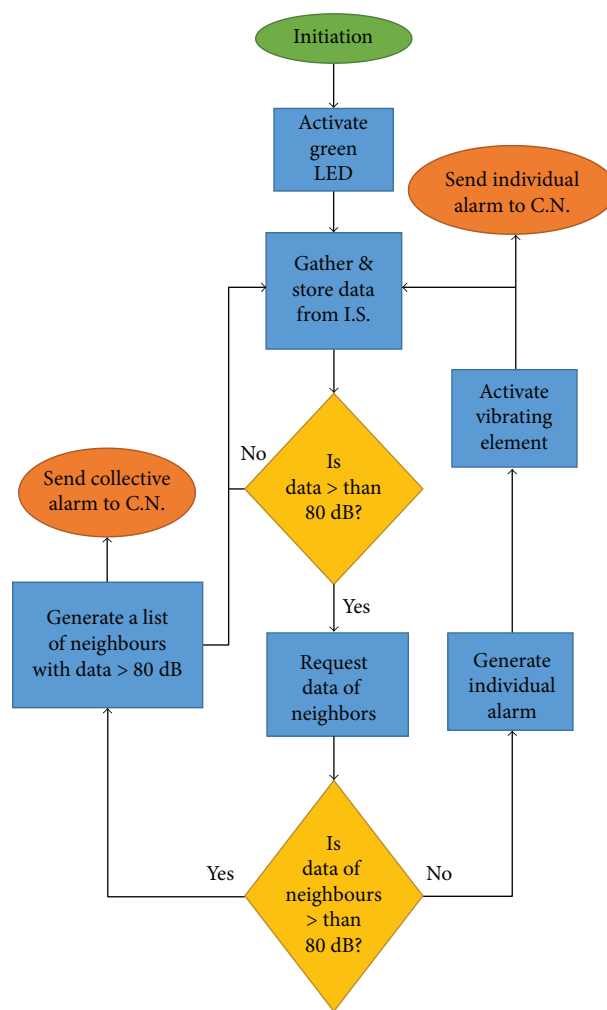 Initiation
Activate
green
LED
Send individual
alarm to C.N.
Gather &
store data
from I.S.
Activate
vibrating
element
No
Is
data > than
80 dB?
Send collective
alarm to C.N.
Yes
Generate a list
of neighbours
with data > 80 dB
Request
data of
neighbors
Generate
individual
alarm
Yes
Is
data of
neighbours
> than
80 dB?
No